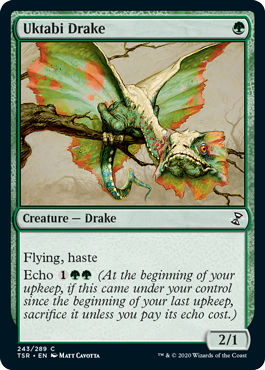 Uktabi Drake
Creature — Drake
Flying, haste
Echo 1 (At the beginning of your
upkeep, if this came under your control
since the beginning of your last upkeep,
sacrifice it unless you pay its echo cost.)
2/1
243/289 C
TSR • EN Matt Cavotta
™ & © 2020 Wizards of the Coast